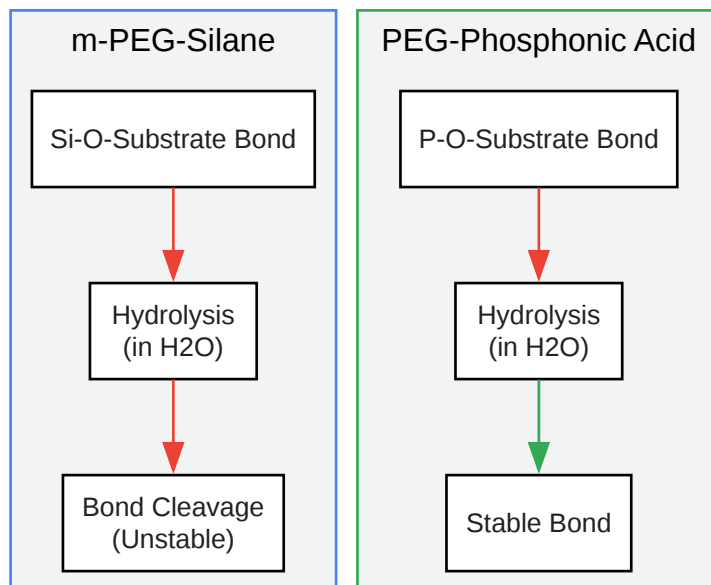 m-PEG-Silane
Si-O-Substrate Bond
Hydrolysis
(in H2O)
Bond Cleavage
(Unstable)
PEG-Phosphonic Acid
P-O-Substrate Bond
Hydrolysis
(in H2O)
Stable Bond